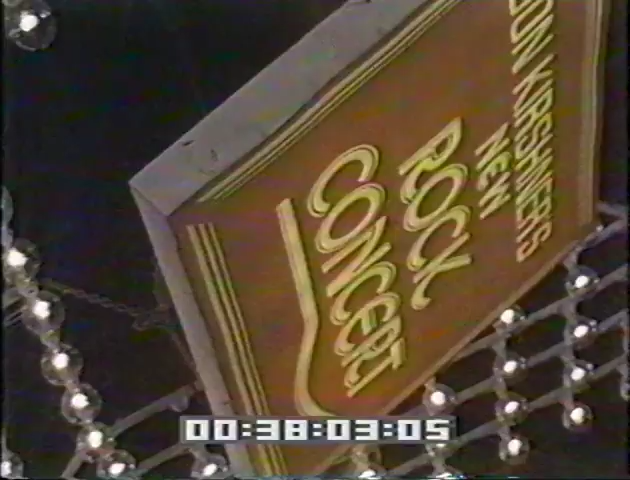 DON KIRSHNER'S
NEW
ROCK
CONCERT
00:38:03:05